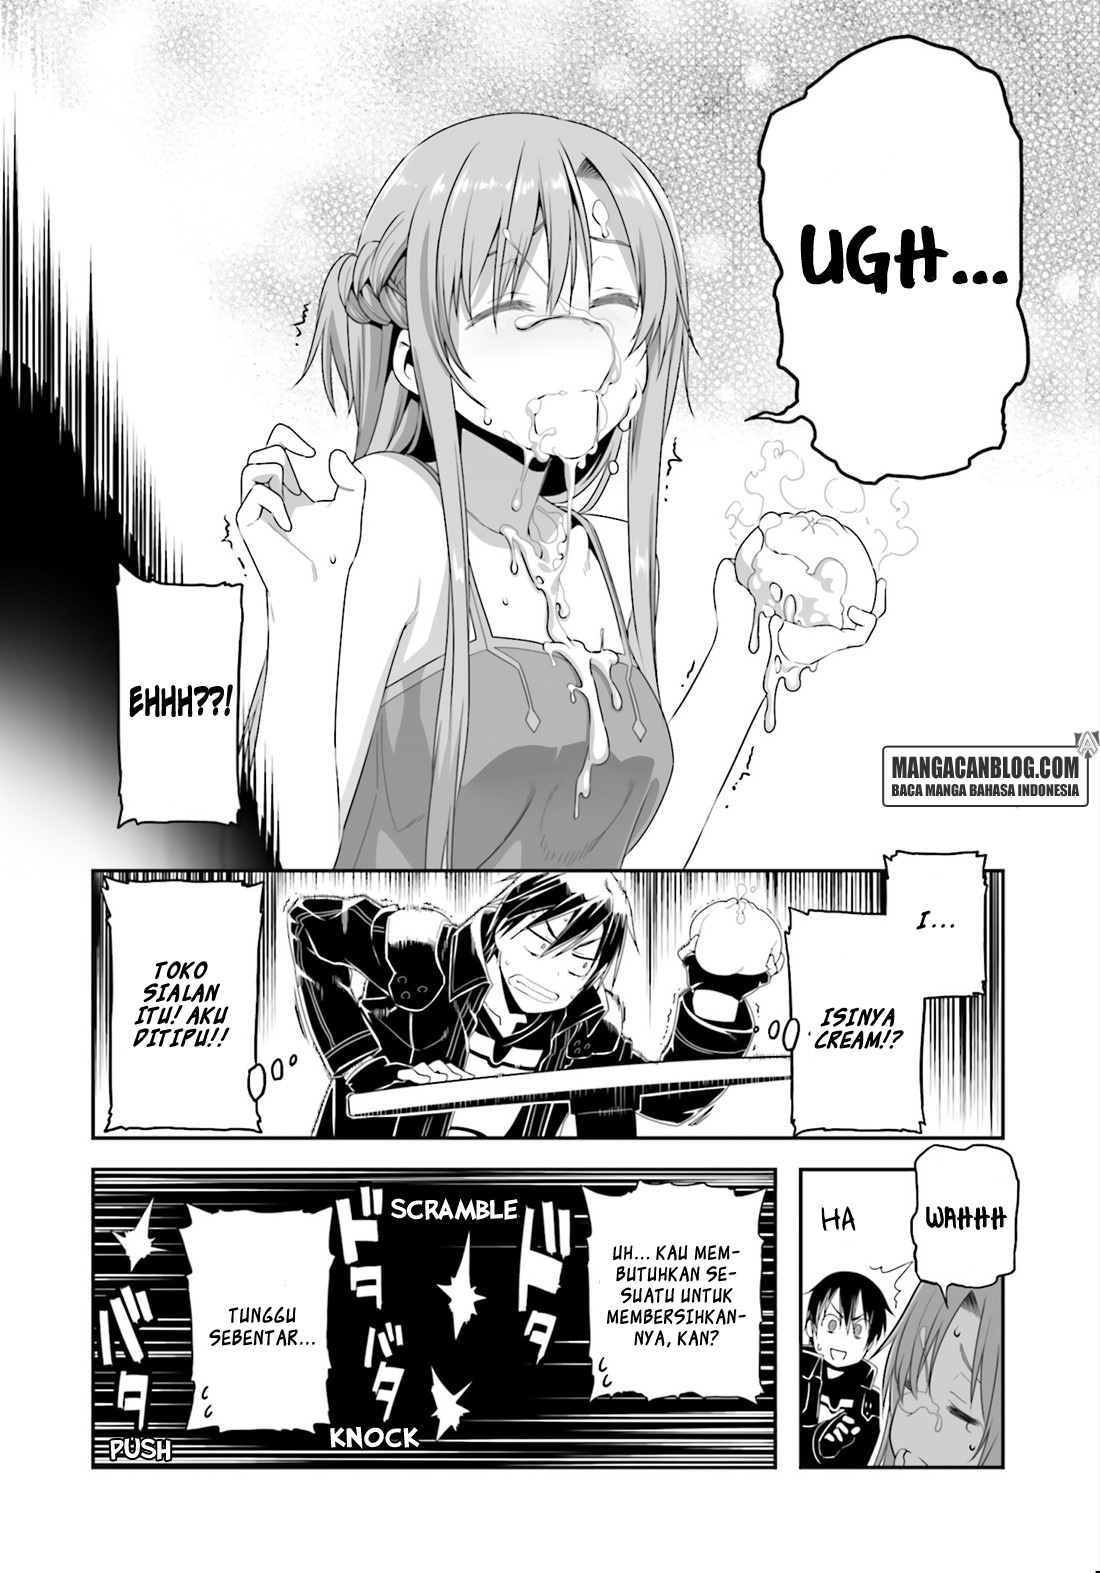 UGH...
EHHH??!
MANGACANBLOG.COM
BACA MANGA BAHASA INDONESIA
I...
ISINYA
CREAM!?
TOKO
SIALAN
ITU! AKU
DITIPU!!
WAHHH
HA
UH... KAU MEM-
BUTUHKAN SE-
SUATU UNTUK
MEMBERSIHKAN-
NYA, KAN?
ドタ
SCRAMBLE
ドタバタ
KNOCK
TUNGGU
SEBENTAR...
バタ
PUSH